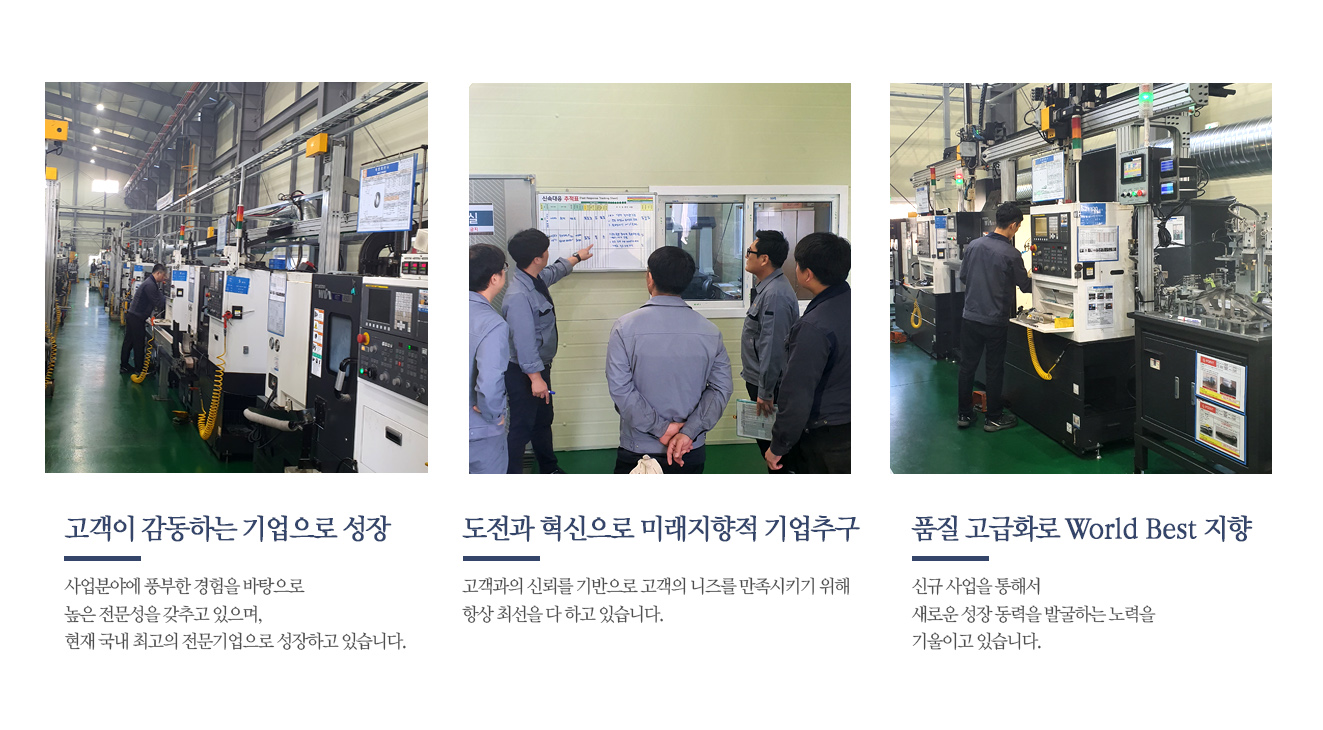 신속대응 추적표
고객이 감동하는 기업으로 성장
사업분야에 풍부한 경험을 바탕으로
높은 전문성을 갖추고 있으며,
현재 국내 최고의 전문기업으로 성장하고 있습니다.
도전과 혁신으로 미래지향적 기업추구
고객과의 신뢰를 기반으로 고객의 니즈를 만족시키기 위해
항상 최선을 다 하고 있습니다.
품질 고급화로 World Best 지향
신규 사업을 통해서
새로운 성장 동력을 발굴하는 노력을
기울이고 있습니다.